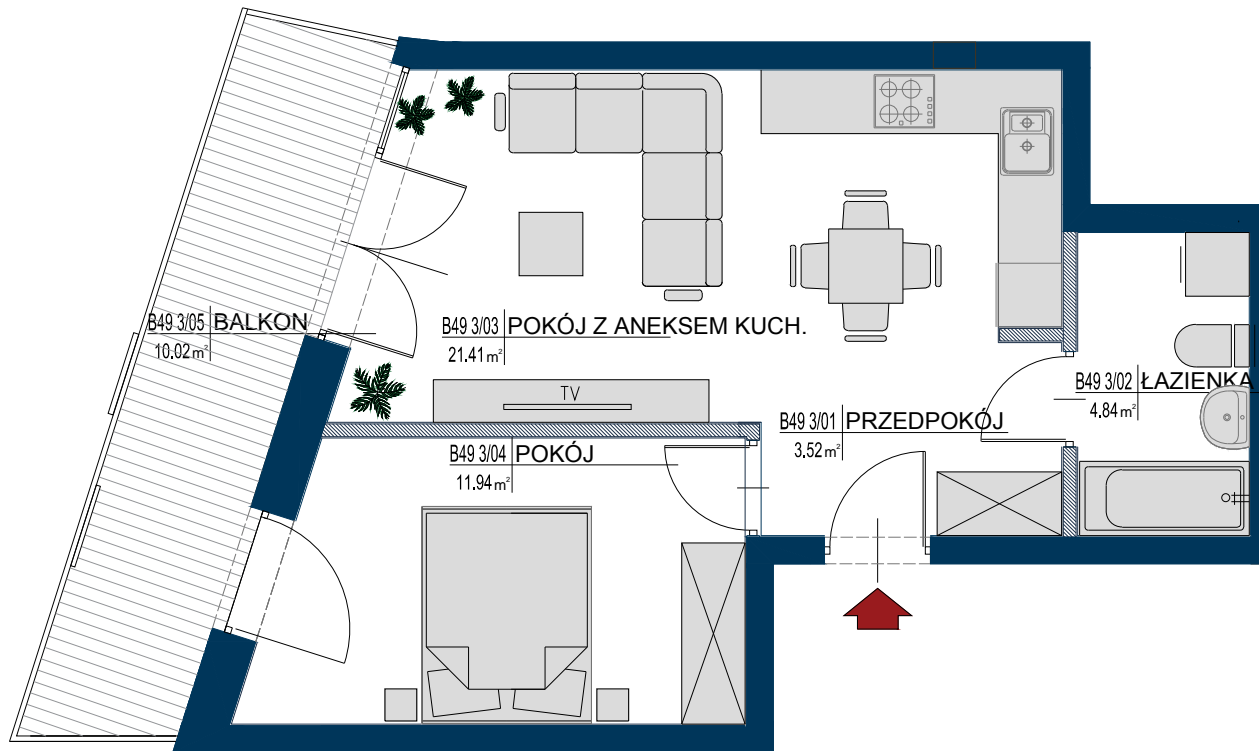 B49 3/05 BALKON
10.02 m²
B49 3/03 POKÓJ Z ANEKSEM KUCH.
21.41 m²
TV
B49 3/02 ŁAZIENKA
4.84 m²
B49 3/01 PRZEDPOKÓJ
3.52 m²
B49 3/04 POKÓJ
11.94 m²